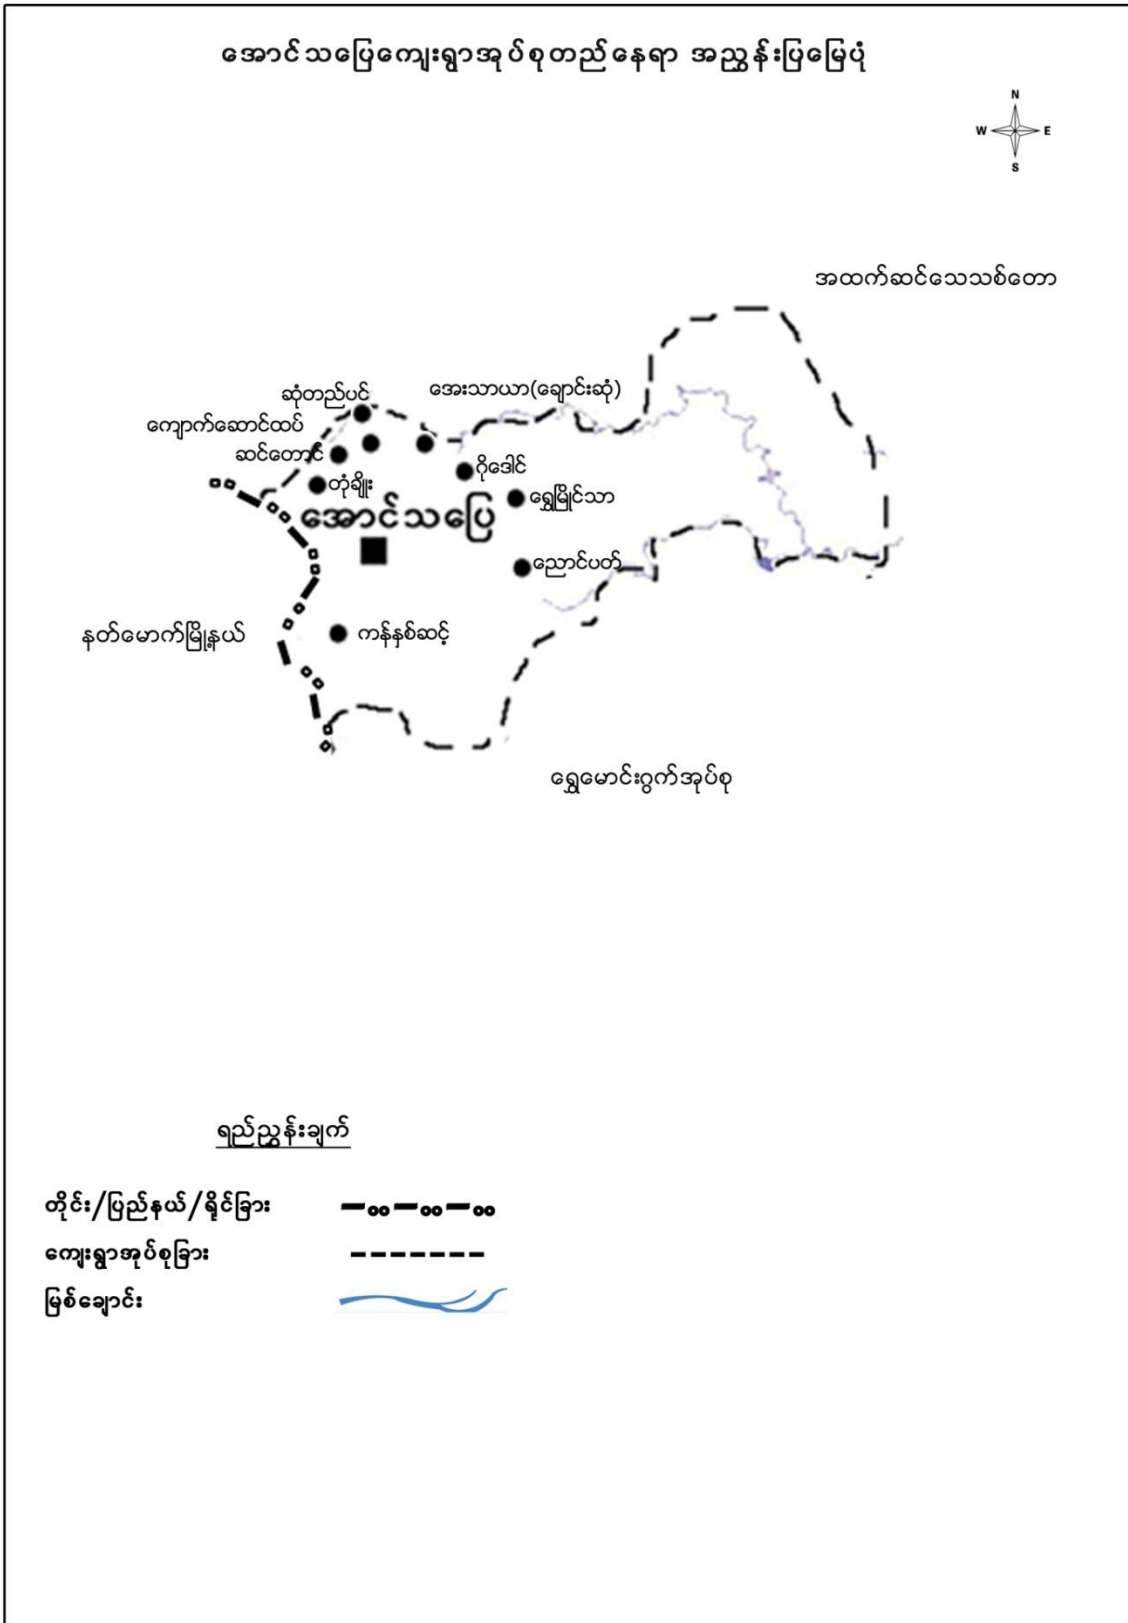 အောင်သပြေကျေးရွာအုပ်စုတည်နေရာ အညွှန်းပြမြေပုံ
N
W E
S
အထက်ဆင်သေသစ်တော
ဆုံတည်ပင်
အေးသာယာ(ချောင်းဆုံ)
ကျောက်ဆောင်ထပ်
ဆင်တောင်
ဂိုဒေါင်
တုံချိုး
ရွှေမြိုင်သာ
အောင်သပြေ
ညောင်ပတ်
နတ်မောက်မြို့နယ်
ကန်နှစ်ဆင့်
ရွှေမောင်းဂွက်အုပ်စု
ရည်ညွှန်းချက်
တိုင်း/ပြည်နယ်/ရိုင်ခြား
ကျေးရွာအုပ်စုခြား
မြစ်ချောင်း